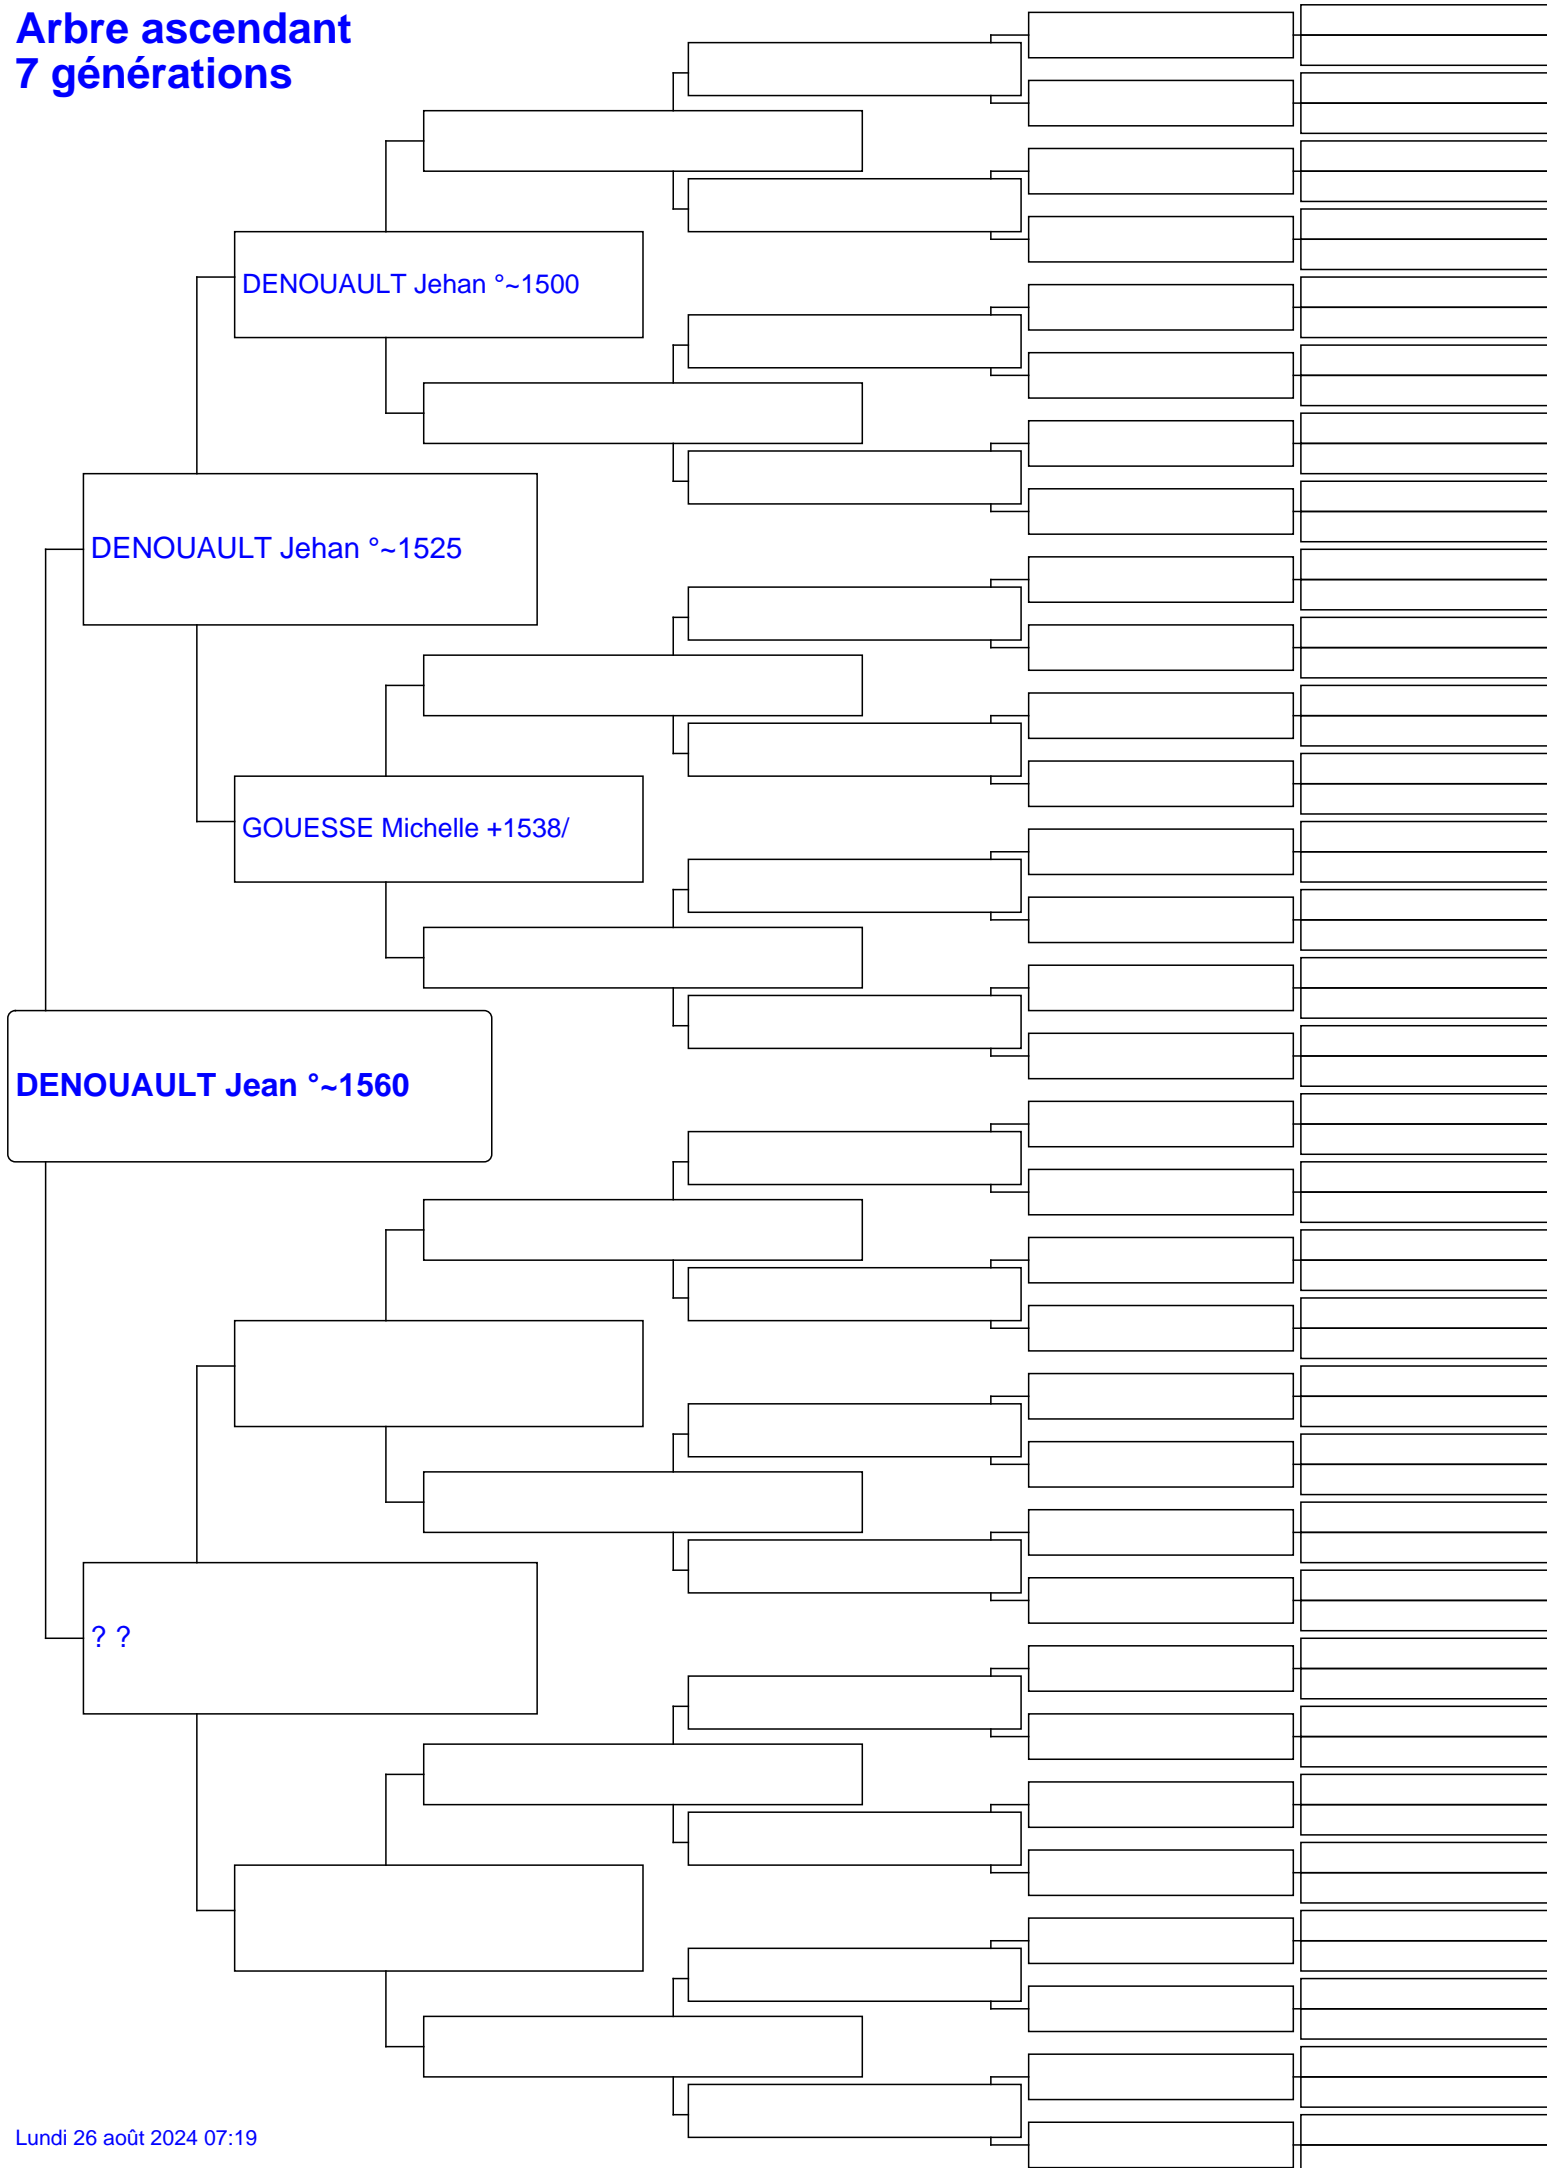 Arbre ascendant
7 générations
DENOUAULT Jehan °~1500
DENOUAULT Jehan °~1525
GOUESSE Michelle +1538/
DENOUAULT Jean °~1560
? ?
Lundi 26 août 2024 07:19